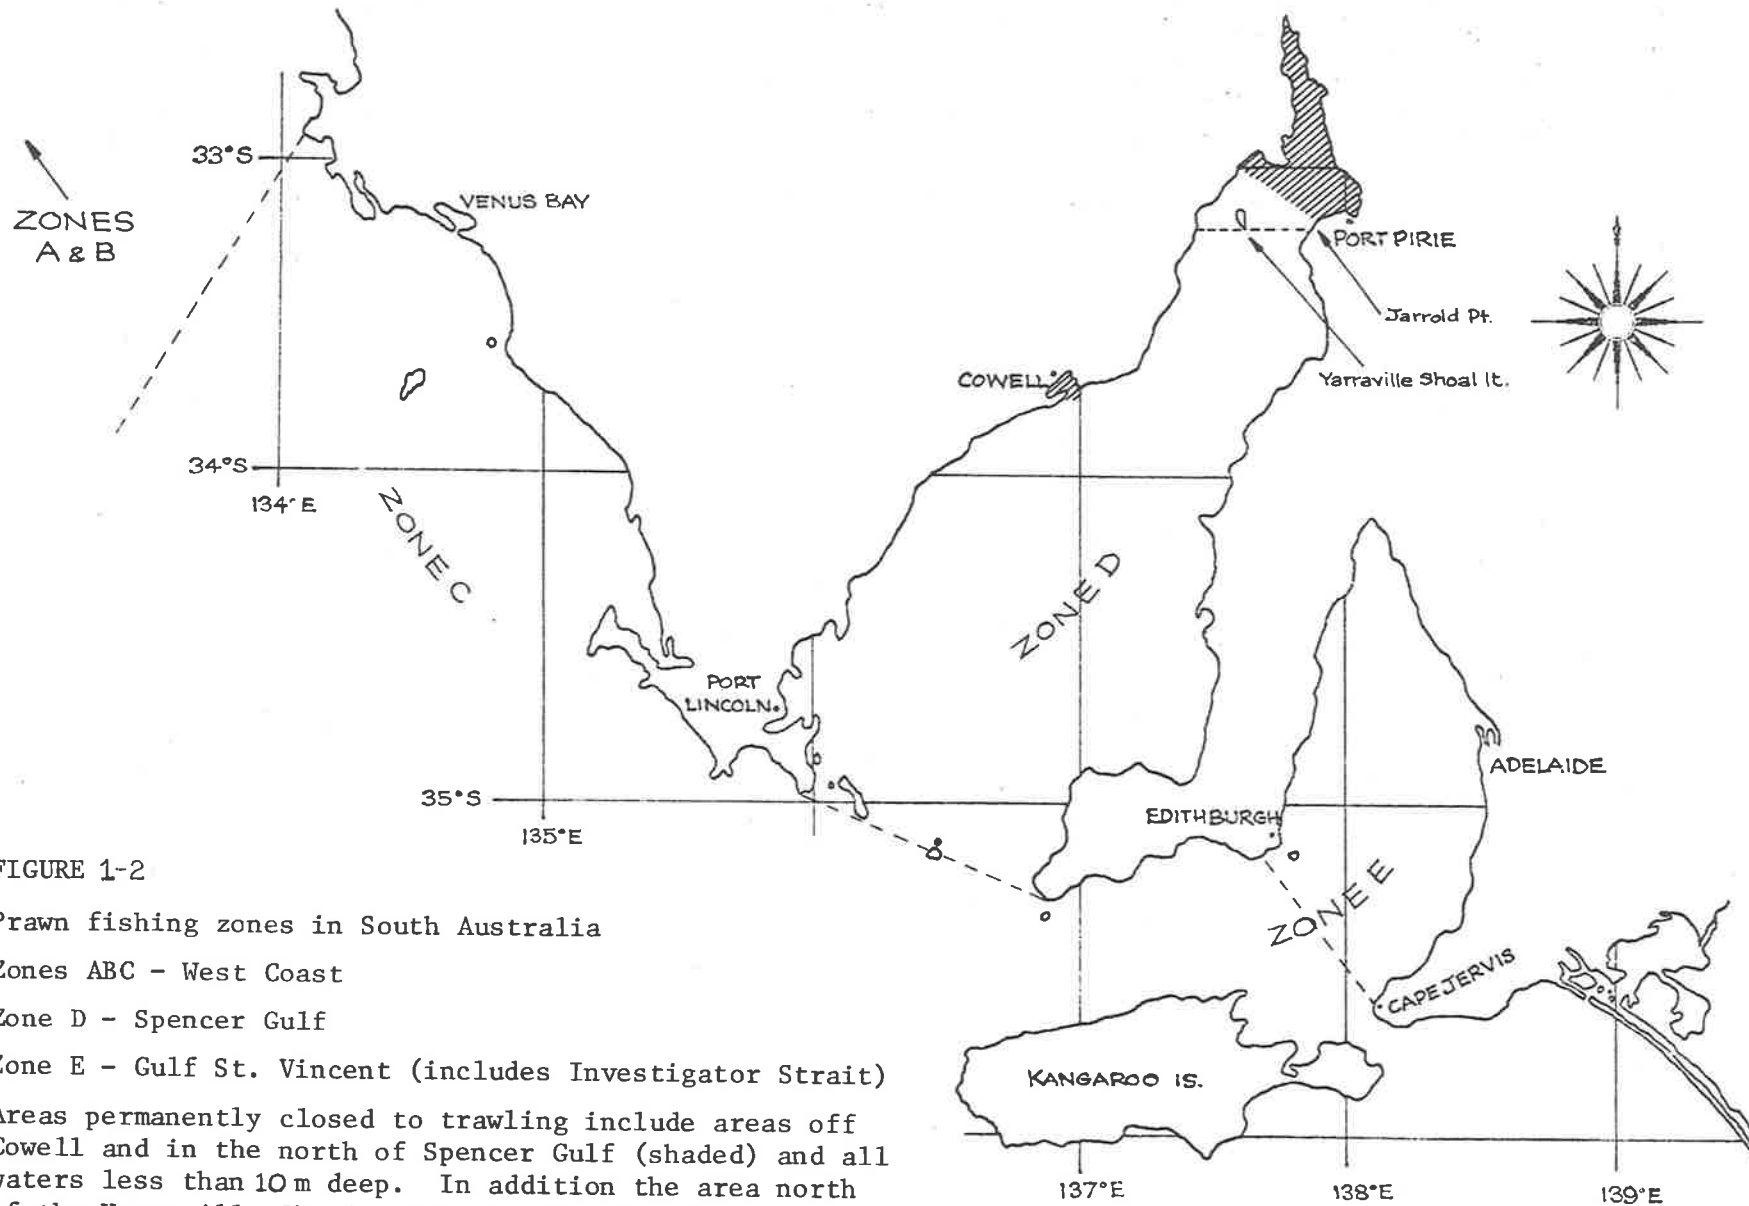 33°S
ZONES
A & B
VENUS BAY
PORT PIRIE
Jarrold Pt.
Yarraville Shoal lt.
COWELL
34°S
134°E
ZONE C
ZONE D
PORT
LINCOLN
ADELAIDE
35°S
135°E
EDITHBURGH
ZONE E
CAPE JERVIS
KANGAROO IS.
137°E
138°E
139°E
FIGURE 1-2
Prawn fishing zones in South Australia
Zones ABC - West Coast
Zone D - Spencer Gulf
Zone E - Gulf St. Vincent (includes Investigator Strait)
Areas permanently closed to trawling include areas off
Cowell and in the north of Spencer Gulf (shaded) and all
waters less than 10 m deep. In addition the area north